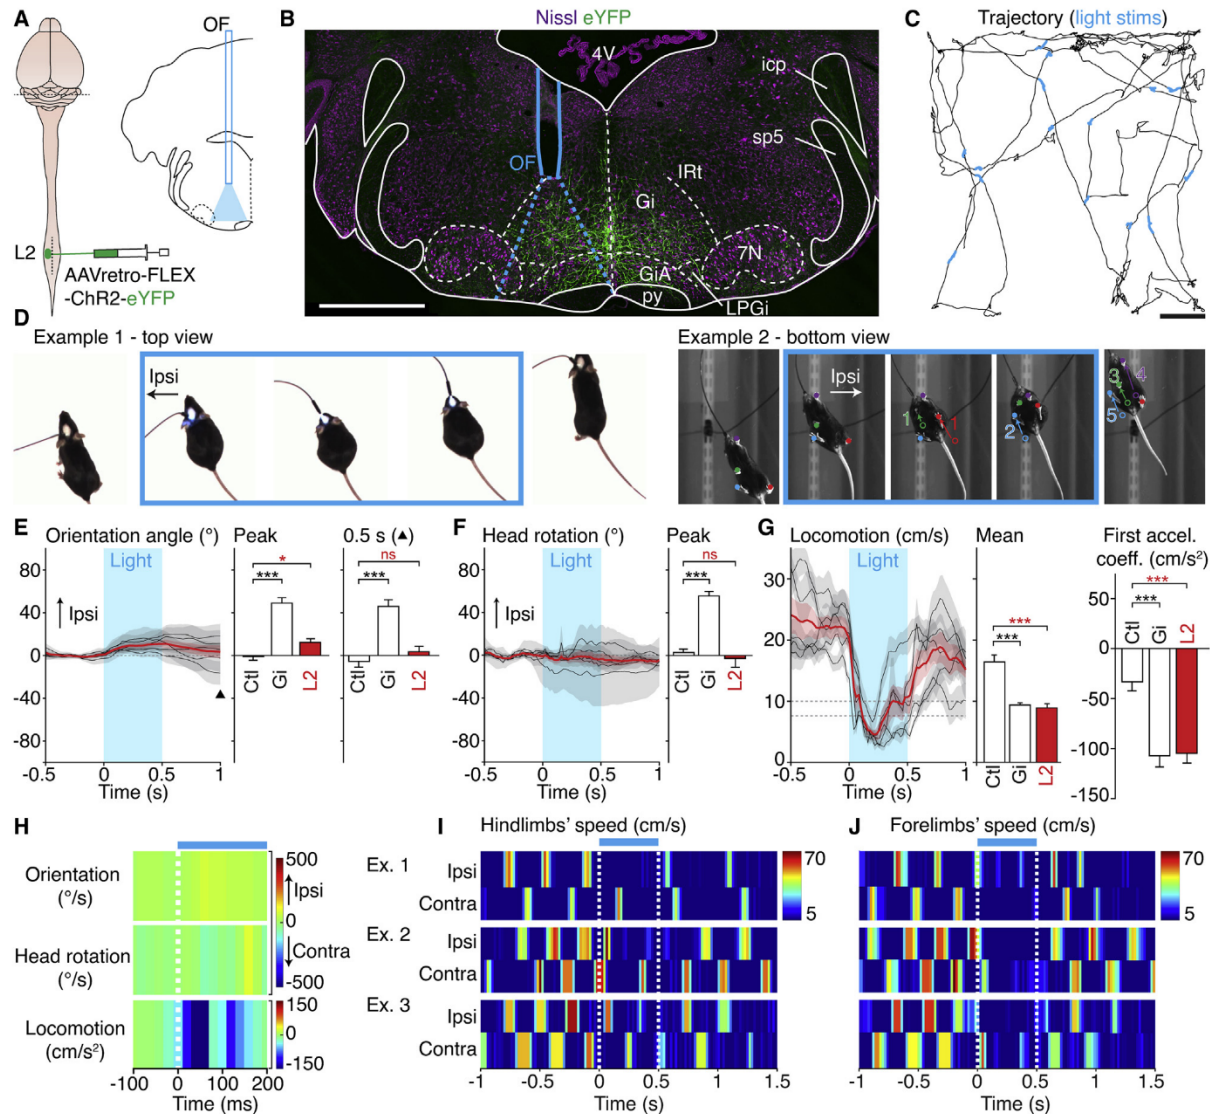 A
OF
L2
AAVretro-FLEX
-ChR2-eYFP
B
Nissl eYFP
4V
icp
sp5
OF
IRt
Gi
7N
GiA
py
LPGi
C
Trajectory (light stims)
D
Example 1 - top view
Ipsi
Example 2 - bottom view
Ipsi
1
1
2
3
4
5
E
Orientation angle (°)
Light
Ipsi
80
40
0
-40
-80
-0.5
0
0.5
1
Time (s)
Peak
*
***
Ctl
Gi
L2
0.5 s (▲)
ns
***
Ctl
Gi
L2
F
Head rotation (°)
Light
Ipsi
80
40
0
-40
-80
-0.5
0
0.5
1
Time (s)
Peak
ns
***
Ctl
Gi
L2
G
Locomotion (cm/s)
Light
30
20
10
0
-0.5
0
0.5
1
Time (s)
Mean
***
***
Ctl
Gi
L2
First accel.
coeff. (cm/s²)
50
0
-50
-100
-150
***
***
Ctl
Gi
L2
H
Orientation
(°/s)
Head rotation
(°/s)
Locomotion
(cm/s²)
500
Ipsi
0
Contra
-500
150
0
-150
-100
0
100
200
Time (ms)
I
Hindlimbs' speed (cm/s)
70
5
Ex. 1
Ipsi
Contra
Ex. 2
Ipsi
Contra
Ex. 3
Ipsi
Contra
-1
-0.5
0
0.5
1
1.5
Time (s)
J
Forelimbs' speed (cm/s)
70
5
-1
-0.5
0
0.5
1
1.5
Time (s)